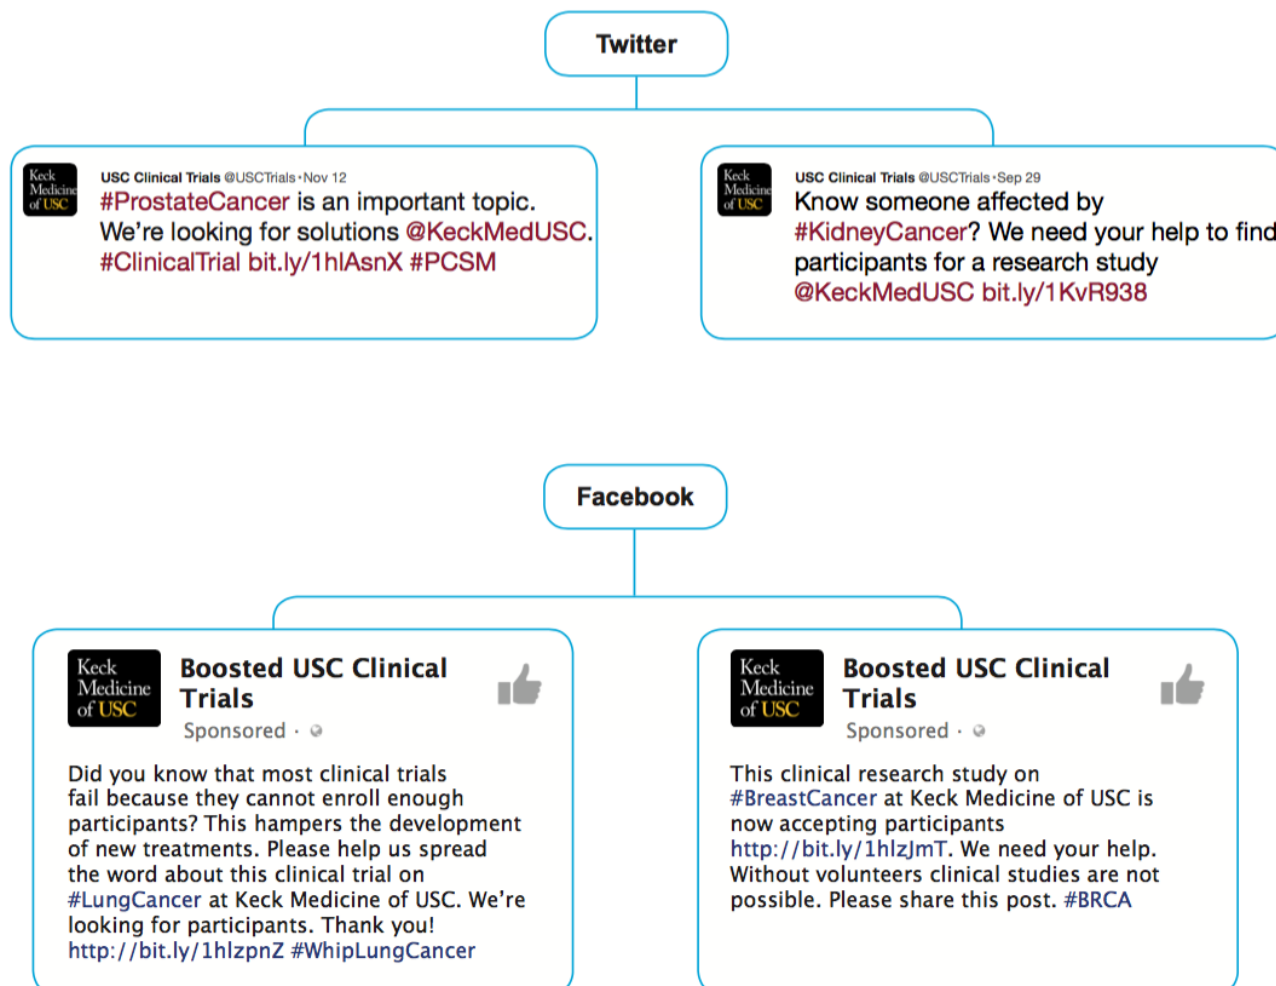 Twitter
Keck
Medicine
of USC
USC Clinical Trials @USCTrials•Nov 12
#ProstateCancer is an important topic.
We’re looking for solutions @KeckMedUSC.
#ClinicalTrial bit.ly/1hlAsnX #PCSM
Keck
Medicine
of USC
USC Clinical Trials @USCTrials•Sep 29
Know someone affected by
#KidneyCancer? We need your help to find
participants for a research study
@KeckMedUSC bit.ly/1KvR938
Facebook
Keck
Medicine
of USC
Boosted USC Clinical
Trials
Sponsored ·
Did you know that most clinical trials
fail because they cannot enroll enough
participants? This hampers the development
of new treatments. Please help us spread
the word about this clinical trial on
#LungCancer at Keck Medicine of USC. We’re
looking for participants. Thank you!
http://bit.ly/1hlzpnZ #WhipLungCancer
Keck
Medicine
of USC
Boosted USC Clinical
Trials
Sponsored ·
This clinical research study on
#BreastCancer at Keck Medicine of USC is
now accepting participants
http://bit.ly/1hlzJmT. We need your help.
Without volunteers clinical studies are not
possible. Please share this post. #BRCA